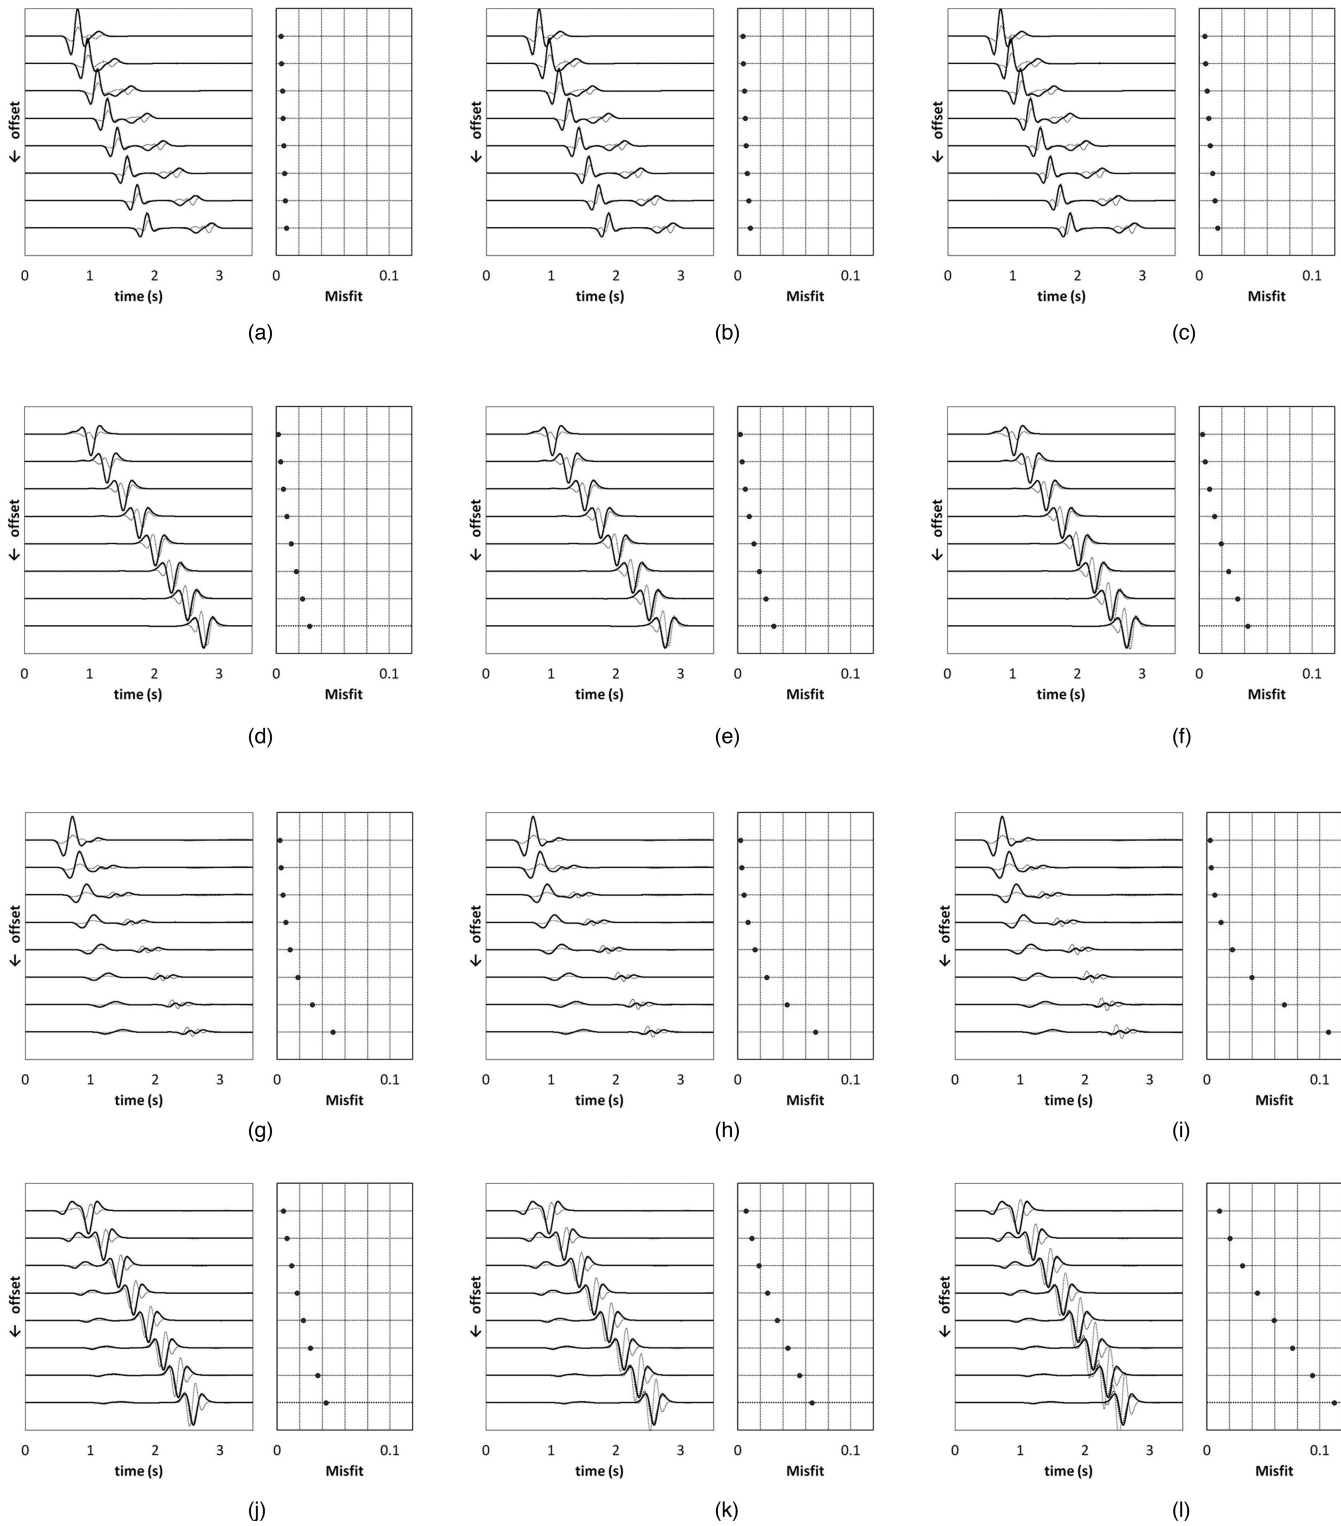 ← offset
0 1 2 3
time (s)
0 0.1
Misfit
(a)
← offset
0 1 2 3
time (s)
0 0.1
Misfit
(b)
← offset
0 1 2 3
time (s)
0 0.1
Misfit
(c)
← offset
0 1 2 3
time (s)
0 0.1
Misfit
(d)
← offset
0 1 2 3
time (s)
0 0.1
Misfit
(e)
← offset
0 1 2 3
time (s)
0 0.1
Misfit
(f)
← offset
0 1 2 3
time (s)
0 0.1
Misfit
(g)
← offset
0 1 2 3
time (s)
0 0.1
Misfit
(h)
← offset
0 1 2 3
time (s)
0 0.1
Misfit
(i)
← offset
0 1 2 3
time (s)
0 0.1
Misfit
(j)
← offset
0 1 2 3
time (s)
0 0.1
Misfit
(k)
← offset
0 1 2 3
time (s)
0 0.1
Misfit
(l)